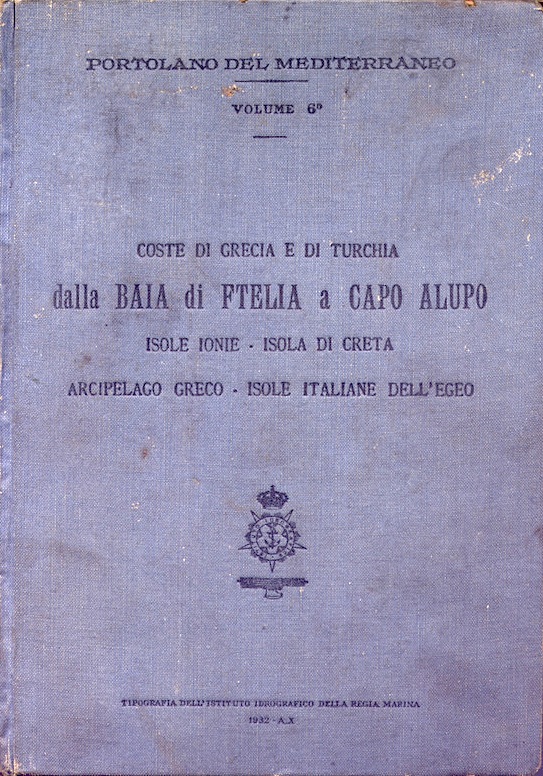 PORTOLANO DEL MEDITERRANEO
VOLUME 6º
COSTE DI GRECIA E DI TURCHIA
dalla BAIA di FTELIA a CAPO ALUPO
ISOLE IONIE - ISOLA DI CRETA
ARCIPELAGO GRECO - ISOLE ITALIANE DELL'EGEO
TIPOGRAFIA DELL'ISTITUTO IDROGRAFICO DELLA REGIA MARINA
1932 - A.X